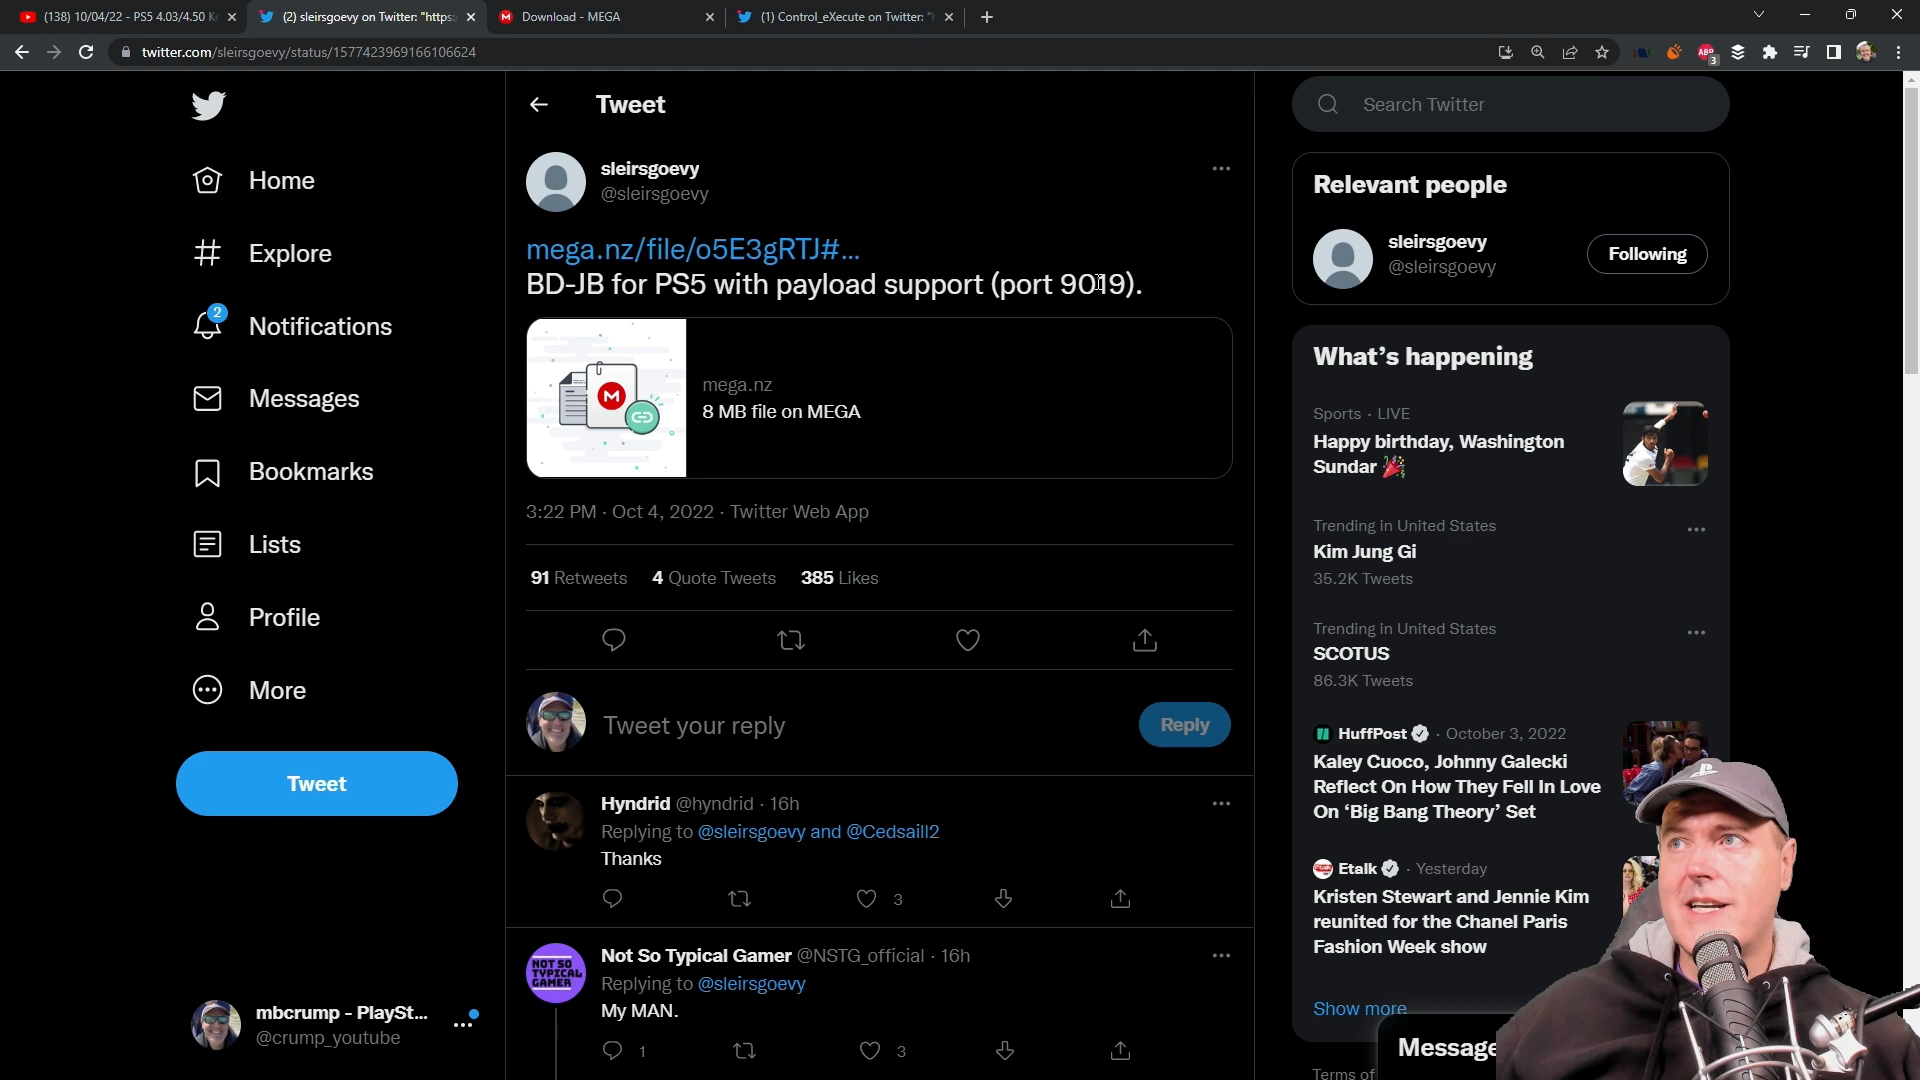 (138) 10/04/22 - PS5 4.03/4.50 Ke
(2) sleirsgoevy on Twitter: "https:
Download - MEGA
(1) Control_eXecute on Twitter: "
twitter.com/sleirsgoevy/status/1577423969166106624
ABP
3
Home
Explore
2
Notifications
Messages
Bookmarks
Lists
Profile
More
Tweet
mbcrump - PlaySt...
@crump_youtube
Tweet
sleirsgoevy
@sleirsgoevy
mega.nz/file/o5E3gRTJ#...
BD-JB for PS5 with payload support (port 9019).
mega.nz
8 MB file on MEGA
3:22 PM · Oct 4, 2022 · Twitter Web App
91 Retweets 4 Quote Tweets 385 Likes
Tweet your reply
Reply
Hyndrid @hyndrid · 16h
Replying to @sleirsgoevy and @Cedsaill2
Thanks
3
NOT SO
TYPICAL
GAMER
Not So Typical Gamer @NSTG_official · 16h
Replying to @sleirsgoevy
My MAN.
1
3
Search Twitter
Relevant people
sleirsgoevy
@sleirsgoevy
Following
What's happening
Sports · LIVE
Happy birthday, Washington
Sundar
Trending in United States
Kim Jung Gi
35.2K Tweets
Trending in United States
SCOTUS
86.3K Tweets
HuffPost · October 3, 2022
Kaley Cuoco, Johnny Galecki
Reflect On How They Fell In Love
On ‘Big Bang Theory’ Set
Etalk · Yesterday
Kristen Stewart and Jennie Kim
reunited for the Chanel Paris
Fashion Week show
Show more
Message
Terms of